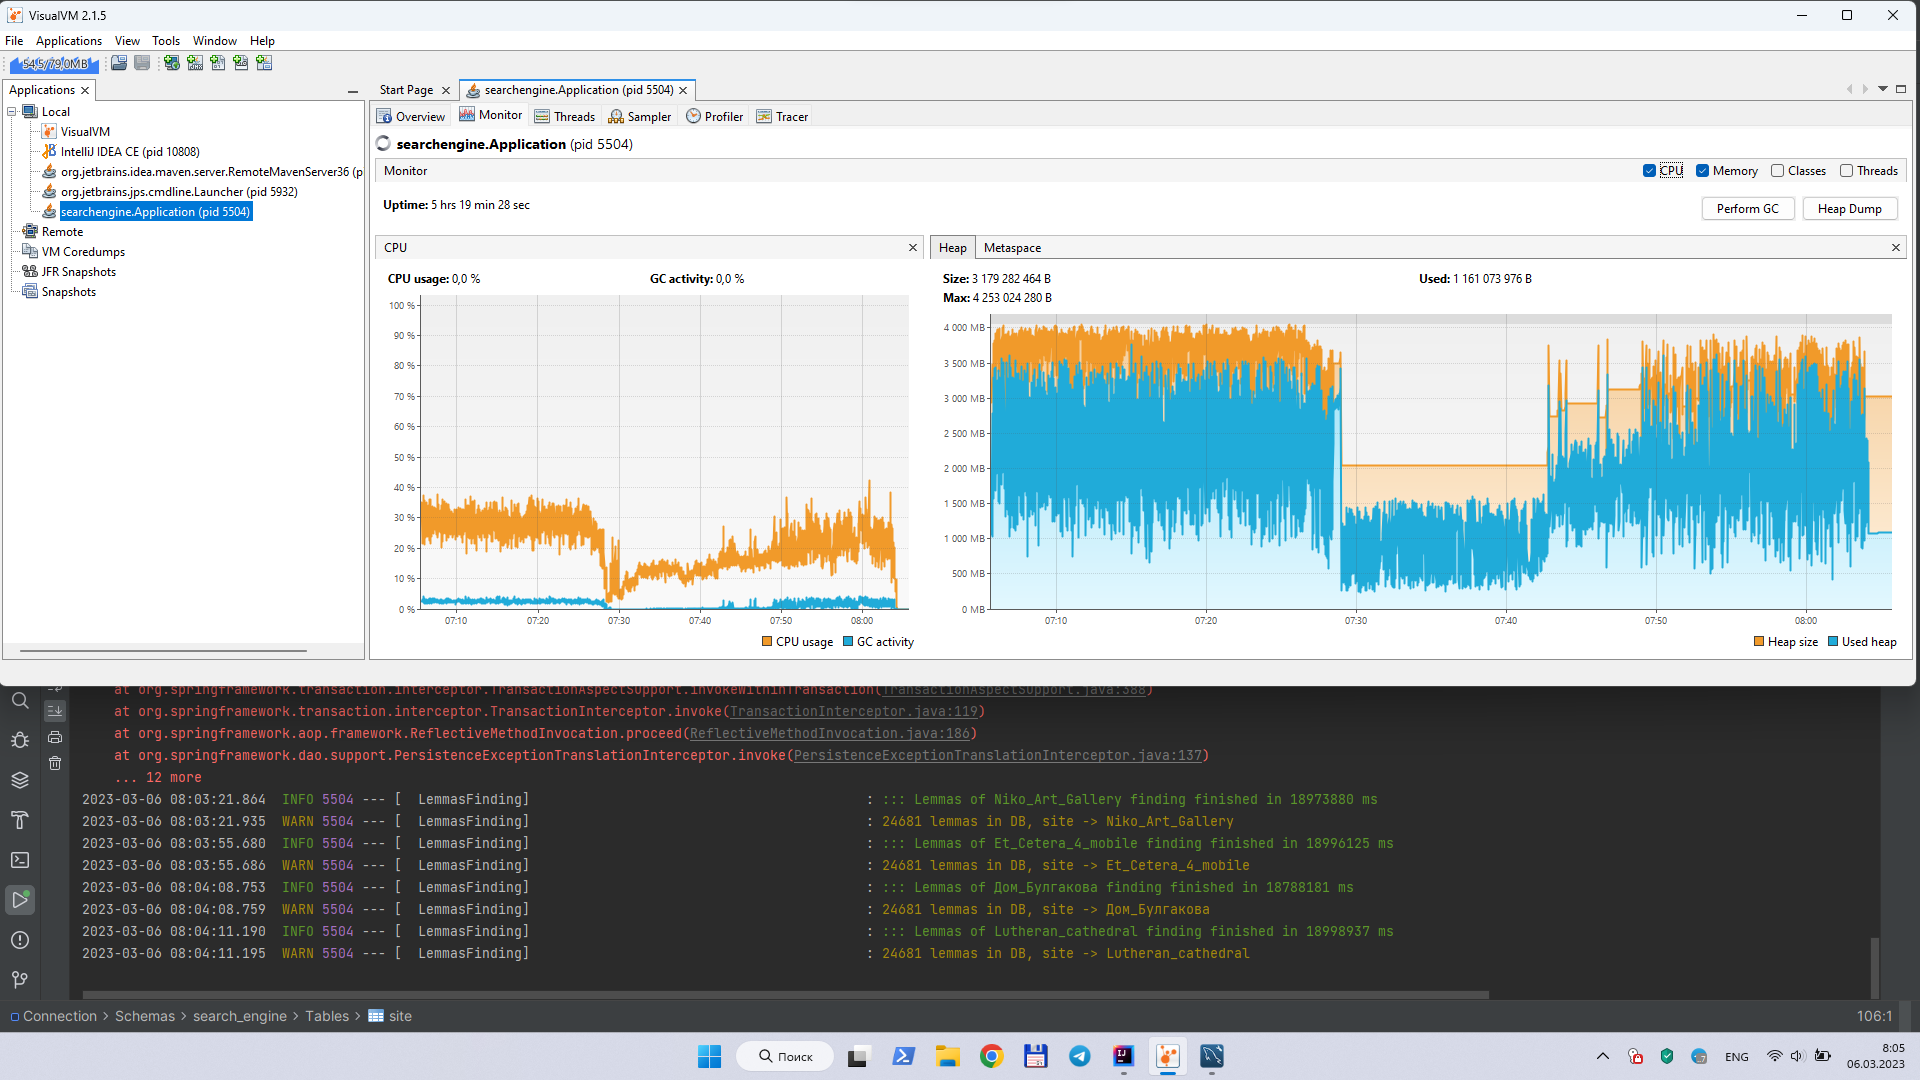 VisualVM 2.1.5
File Applications View Tools Window Help
54,5/79,0MB
Applications
Start Page
searchengine.Application (pid 5504)
Local
VisualVM
IntelliJ IDEA CE (pid 10808)
org.jetbrains.idea.maven.server.RemoteMavenServer36 (p
org.jetbrains.jps.cmdline.Launcher (pid 5932)
searchengine.Application (pid 5504)
Remote
VM Coredumps
JFR Snapshots
Snapshots
Overview Monitor Threads Sampler Profiler Tracer
searchengine.Application (pid 5504)
Monitor
CPU Memory Classes Threads
Uptime: 5 hrs 19 min 28 sec
Perform GC Heap Dump
CPU
CPU usage: 0,0 % GC activity: 0,0 %
100 %
90 %
80 %
70 %
60 %
50 %
40 %
30 %
20 %
10 %
0 %
07:10 07:20 07:30 07:40 07:50 08:00
CPU usage GC activity
Heap Metaspace
Size: 3 179 282 464 B Used: 1 161 073 976 B
Max: 4 253 024 280 B
4 000 MB
3 500 MB
3 000 MB
2 500 MB
2 000 MB
1 500 MB
1 000 MB
500 MB
0 MB
07:10 07:20 07:30 07:40 07:50 08:00
Heap size Used heap
at org.springframework.transaction.interceptor.TransactionAspectSupport.invokeWithinTransaction(TransactionAspectSupport.java:388)
at org.springframework.transaction.interceptor.TransactionInterceptor.invoke(TransactionInterceptor.java:119)
at org.springframework.aop.framework.ReflectiveMethodInvocation.proceed(ReflectiveMethodInvocation.java:186)
at org.springframework.dao.support.PersistenceExceptionTranslationInterceptor.invoke(PersistenceExceptionTranslationInterceptor.java:137)
... 12 more
2023-03-06 08:03:21.864 INFO 5504 --- [ LemmasFinding] : ::: Lemmas of Niko_Art_Gallery finding finished in 18973880 ms
2023-03-06 08:03:21.935 WARN 5504 --- [ LemmasFinding] : 24681 lemmas in DB, site -> Niko_Art_Gallery
2023-03-06 08:03:55.680 INFO 5504 --- [ LemmasFinding] : ::: Lemmas of Et_Cetera_4_mobile finding finished in 18996125 ms
2023-03-06 08:03:55.686 WARN 5504 --- [ LemmasFinding] : 24681 lemmas in DB, site -> Et_Cetera_4_mobile
2023-03-06 08:04:08.753 INFO 5504 --- [ LemmasFinding] : ::: Lemmas of Дом_Булгакова finding finished in 18788181 ms
2023-03-06 08:04:08.759 WARN 5504 --- [ LemmasFinding] : 24681 lemmas in DB, site -> Дом_Булгакова
2023-03-06 08:04:11.190 INFO 5504 --- [ LemmasFinding] : ::: Lemmas of Lutheran_cathedral finding finished in 18998937 ms
2023-03-06 08:04:11.195 WARN 5504 --- [ LemmasFinding] : 24681 lemmas in DB, site -> Lutheran_cathedral
Connection > Schemas > search_engine > Tables > site
106:1
Поиск
ENG
8:05
06.03.2023